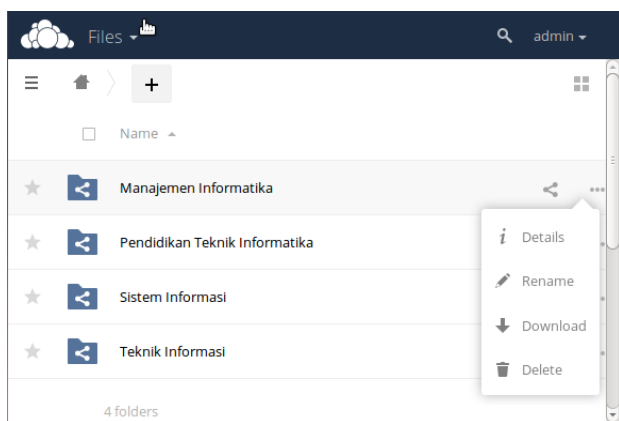 Files
admin
+
Name
Manajemen Informatika
Pendidikan Teknik Informatika
Sistem Informasi
Teknik Informasi
4 folders
Details
Rename
Download
Delete